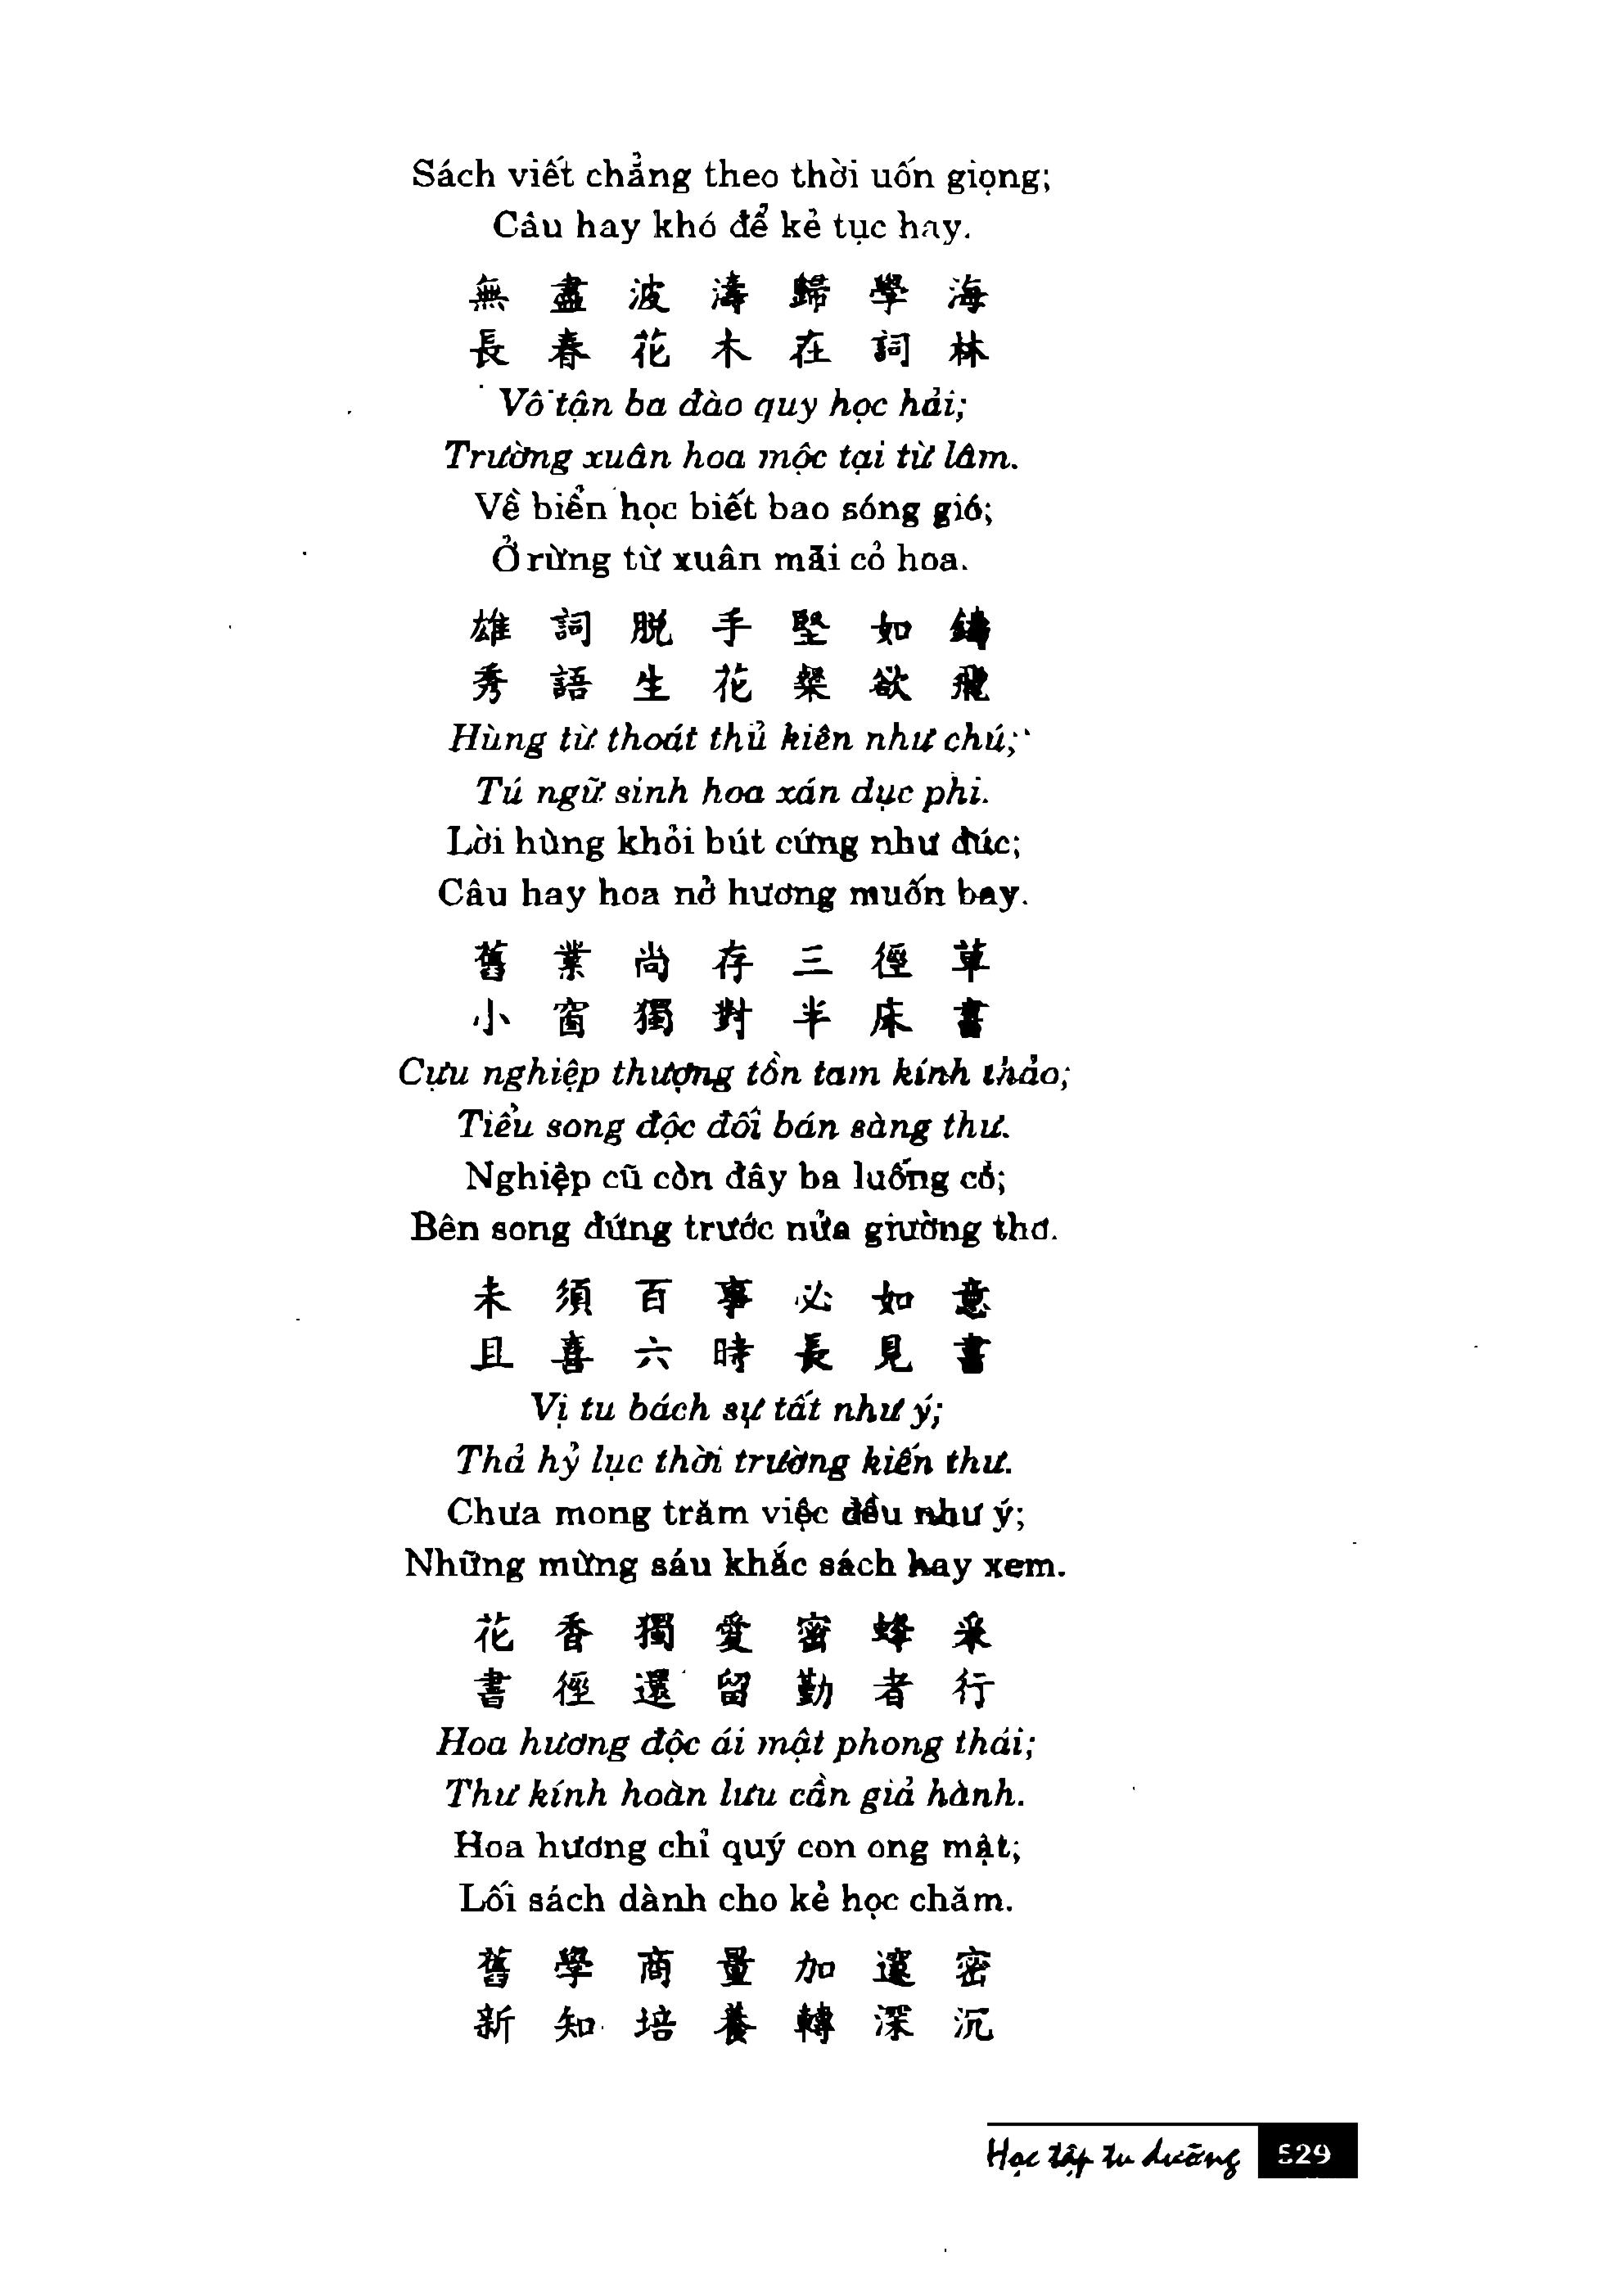 Sách viết chẳng theo thời uốn giọng;
Câu hay khó để kẻ tục hay.
無 盡 波 濤 歸 學 海
長 春 花 木 在 詞 林
Vô tận ba đào quy học hải;
Trường xuân hoa mộc tại từ lâm.
Về biển học biết bao sóng gió;
Ở rừng từ xuân mãi cỏ hoa.
雄 詞 脱 手 堅 如 鑄
秀 語 生 花 粲 欲 飛
Hùng từ thoát thủ kiên như chú;
Tú ngữ sinh hoa xán dục phi.
Lời hùng khỏi bút cứng như đúc;
Câu hay hoa nở hương muốn bay.
舊 業 尚 存 三 徑 草
小 窗 獨 對 半 床 書
Cựu nghiệp thượng tồn tam kính thảo;
Tiểu song độc đối bán sàng thư.
Nghiệp cũ còn đây ba luống cỏ;
Bên song đứng trước nửa giường thơ.
未 須 百 事 必 如 意
且 喜 六 時 長 見 書
Vị tu bách sự tất như ý;
Thả hỷ lục thời trường kiến thư.
Chưa mong trăm việc đều như ý;
Những mừng sáu khắc sách hay xem.
花 香 獨 愛 密 蜂 采
書 徑 還 留 勤 者 行
Hoa hương độc ái mật phong thái;
Thư kính hoàn lưu cần giả hành.
Hoa hương chỉ quý con ong mật;
Lối sách dành cho kẻ học chăm.
舊 學 商 量 加 邃 密
新 知 培 養 轉 深 沉
Học tập tu dưỡng 529